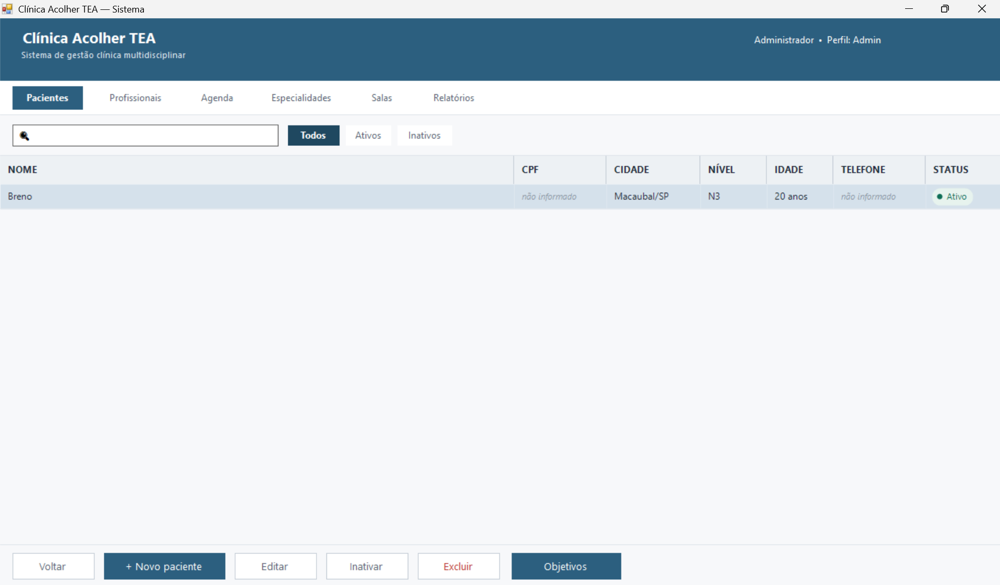 Clínica Acolher TEA — Sistema
Clínica Acolher TEA
Sistema de gestão clínica multidisciplinar
Administrador • Perfil: Admin
Pacientes Profissionais Agenda Especialidades Salas Relatórios
Todos Ativos Inativos
NOME CPF CIDADE NÍVEL IDADE TELEFONE STATUS
Breno não informado Macaubal/SP N3 20 anos não informado ● Ativo
Voltar + Novo paciente Editar Inativar Excluir Objetivos